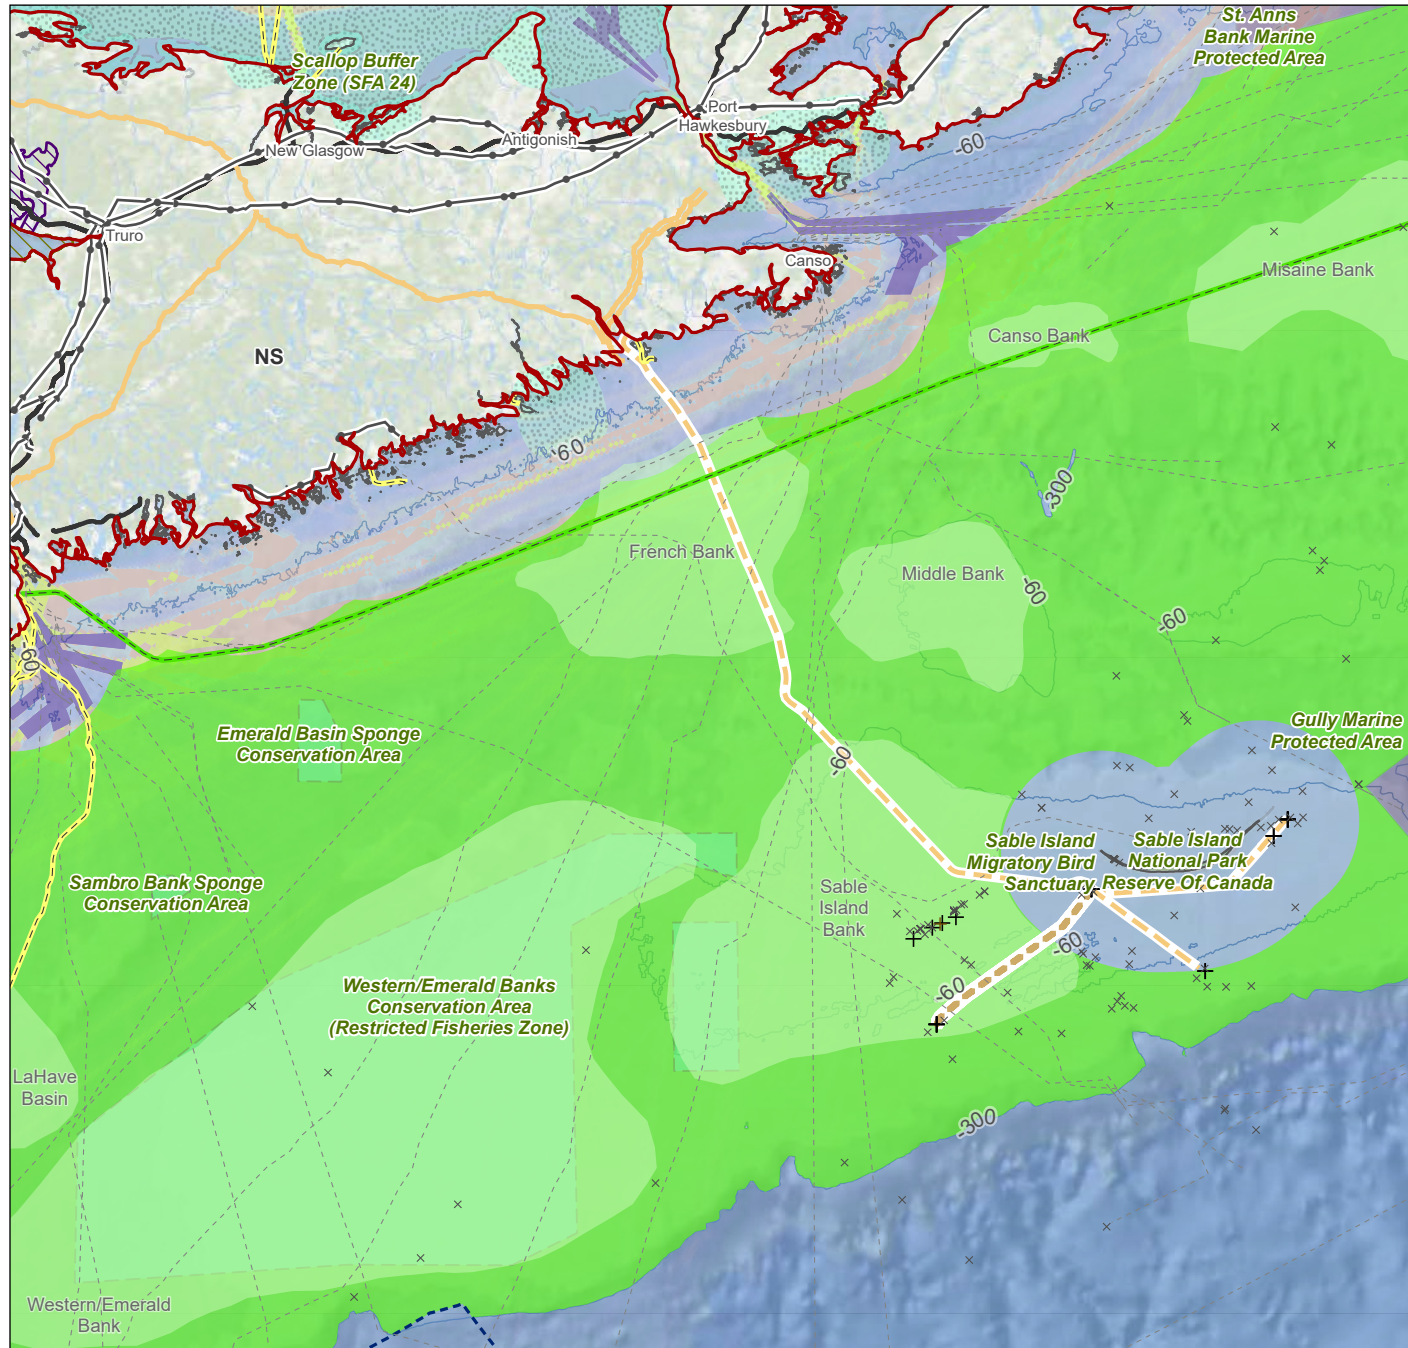 St. Anns
Bank Marine
Protected Area
Scallop Buffer
Zone (SFA 24)
Port
Hawkesbury
Antigonish
New Glasgow
-60
Truro
Canso
Misaine Bank
Canso Bank
NS
-60
-300
French Bank
Middle Bank
-60
-60
-60
Gully Marine
Protected Area
Emerald Basin Sponge
Conservation Area
-60
Sable Island
Migratory Bird
Sanctuary
Sable Island
National Park
Reserve Of Canada
Sambro Bank Sponge
Conservation Area
Sable
Island
Bank
-60
-60
Western/Emerald Banks
Conservation Area
(Restricted Fisheries Zone)
LaHave
Basin
-300
Western/Emerald
Bank